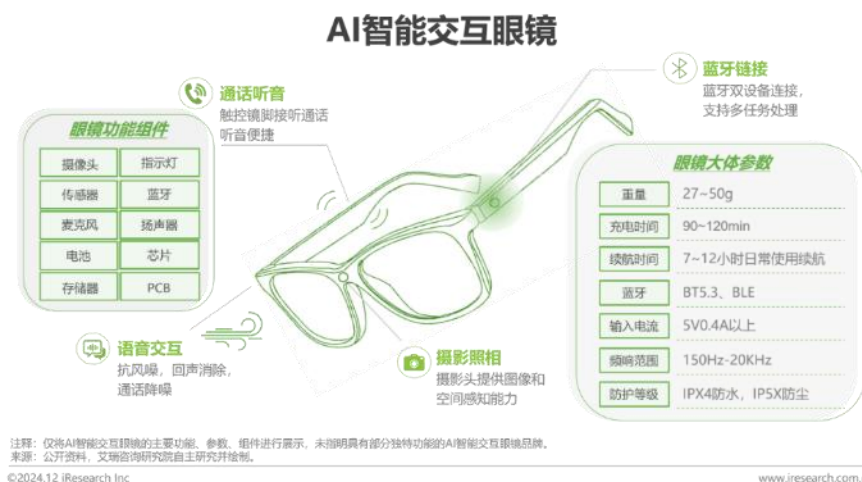 AI智能交互眼镜
通话听音
触控镜脚接听通话
听音便捷
蓝牙链接
蓝牙双设备连接，
支持多任务处理
眼镜功能组件
摄像头 指示灯
传感器 蓝牙
麦克风 扬声器
电池 芯片
存储器 PCB
眼镜大体参数
重量 27~50g
充电时间 90~120min
续航时间 7~12小时日常使用续航
蓝牙 BT5.3、BLE
输入电流 5V0.4A以上
频响范围 150Hz-20KHz
防护等级 IPX4防水，IP5X防尘
语音交互
抗风噪，回声消除，
通话降噪
摄影照相
摄影头提供图像和
空间感知能力
注释：仅将AI智能交互眼镜的主要功能、参数、组件进行展示，未指明具有部分独特功能的AI智能交互眼镜品牌。
来源：公开资料，艾瑞咨询研究院自主研究并绘制。
©2024.12 iResearch Inc
www.iresearch.com.